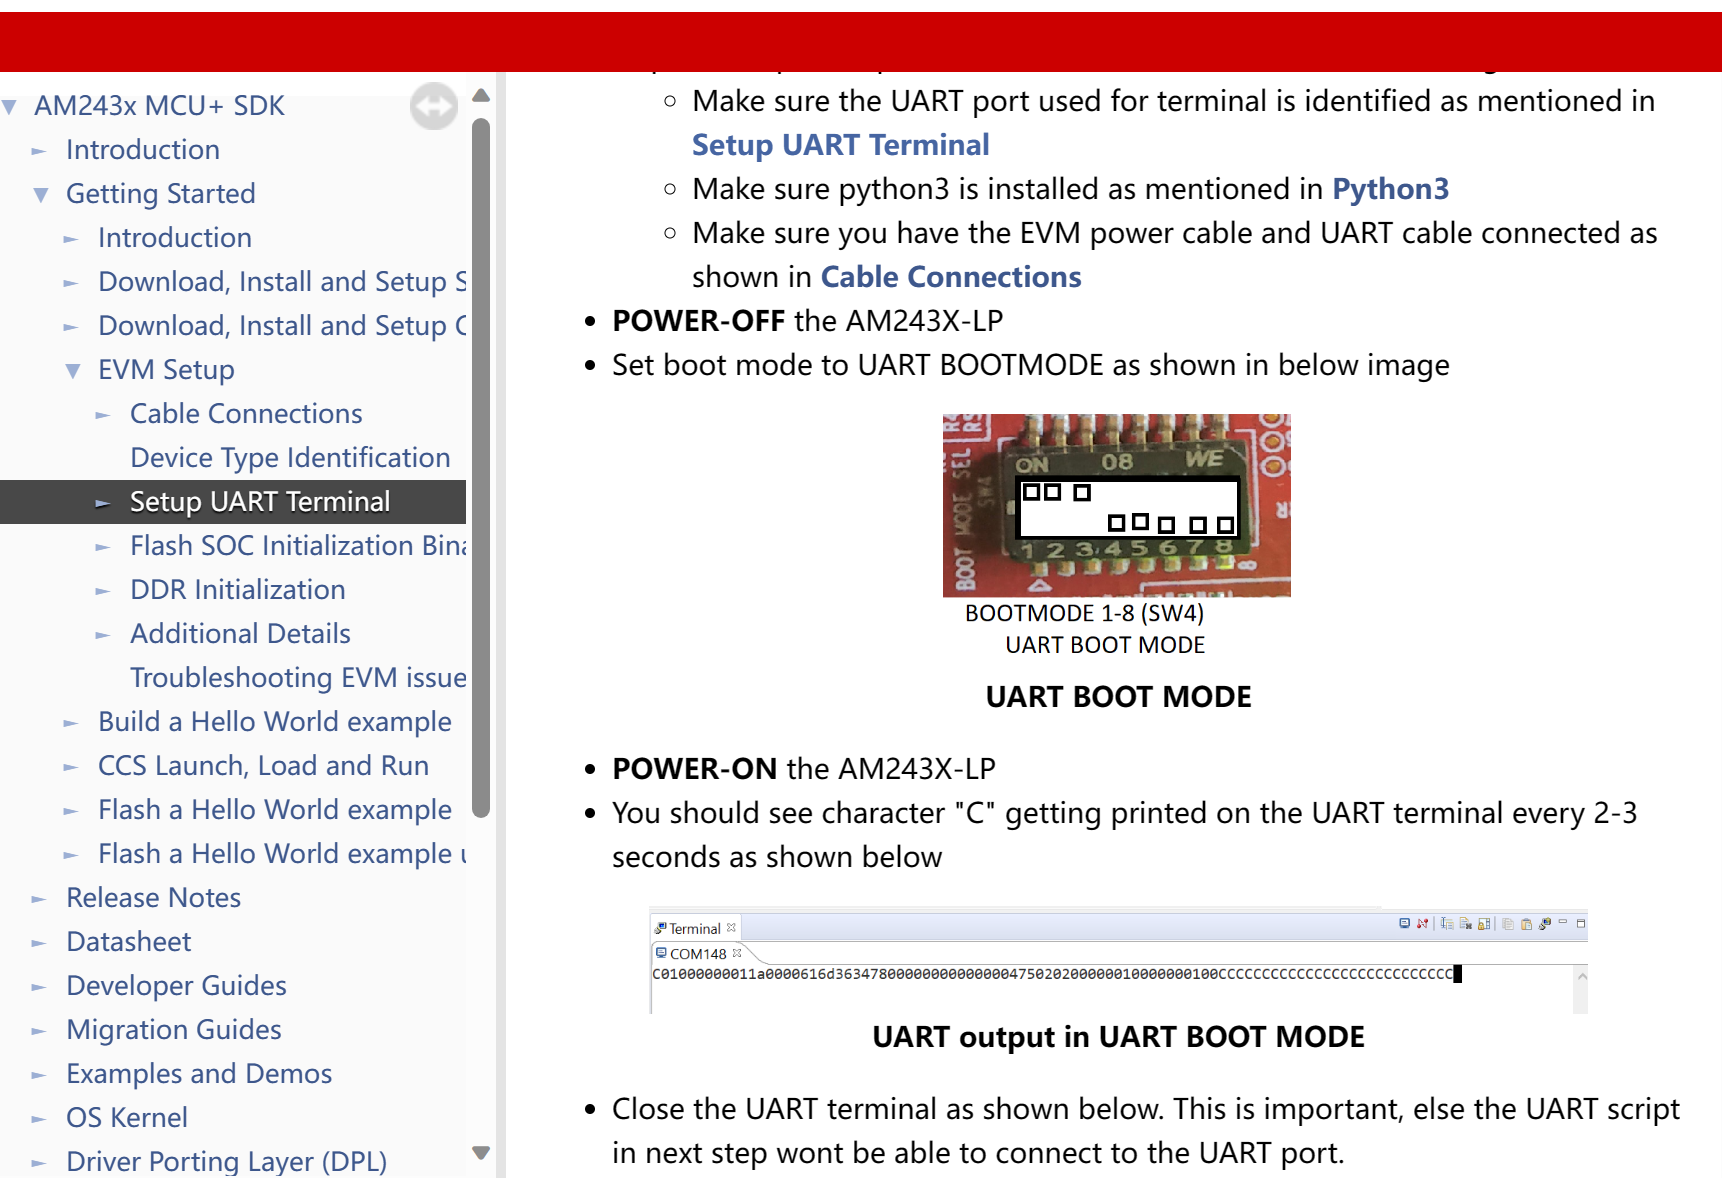 AM243x MCU+ SDK
Introduction
Getting Started
Introduction
Download, Install and Setup S
Download, Install and Setup C
EVM Setup
Cable Connections
Device Type Identification
Setup UART Terminal
Flash SOC Initialization Bina
DDR Initialization
Additional Details
Troubleshooting EVM issue
Build a Hello World example
CCS Launch, Load and Run
Flash a Hello World example
Flash a Hello World example u
Release Notes
Datasheet
Developer Guides
Migration Guides
Examples and Demos
OS Kernel
Driver Porting Layer (DPL)
Make sure the UART port used for terminal is identified as mentioned in
Setup UART Terminal
Make sure python3 is installed as mentioned in Python3
Make sure you have the EVM power cable and UART cable connected as
shown in Cable Connections
POWER-OFF the AM243X-LP
Set boot mode to UART BOOTMODE as shown in below image
BOOT MODE SEL
SW4
ON 08 WE
1 2 3 4 5 6 7 8
8
BOOTMODE 1-8 (SW4)
UART BOOT MODE
UART BOOT MODE
POWER-ON the AM243X-LP
You should see character "C" getting printed on the UART terminal every 2-3
seconds as shown below
Terminal
COM148
C01000000011a0000616d3634780000000000000047502020000001000000010​0CCCCCCCCCCCCCCCCCCCCCCCCCCC
UART output in UART BOOT MODE
Close the UART terminal as shown below. This is important, else the UART script
in next step wont be able to connect to the UART port.